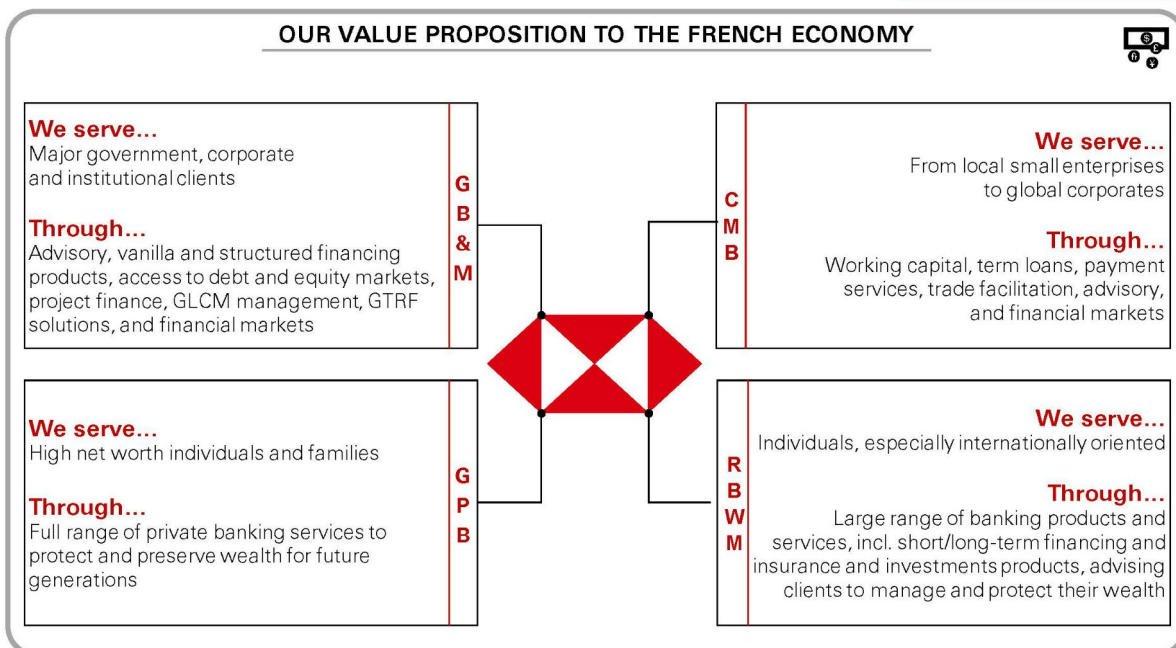 OUR VALUE PROPOSITION TO THE FRENCH ECONOMY
$
£
¥
We serve...
Major government, corporate
and institutional clients
Through...
Advisory, vanilla and structured financing
products, access to debt and equity markets,
project finance, GLCM management, GTRF
solutions, and financial markets
G
B
&
M
C
M
B
We serve...
From local small enterprises
to global corporates
Through...
Working capital, term loans, payment
services, trade facilitation, advisory,
and financial markets
We serve...
High net worth individuals and families
Through...
Full range of private banking services to
protect and preserve wealth for future
generations
G
P
B
R
B
W
M
We serve...
Individuals, especially internationally oriented
Through...
Large range of banking products and
services, incl. short/long-term financing and
insurance and investments products, advising
clients to manage and protect their wealth